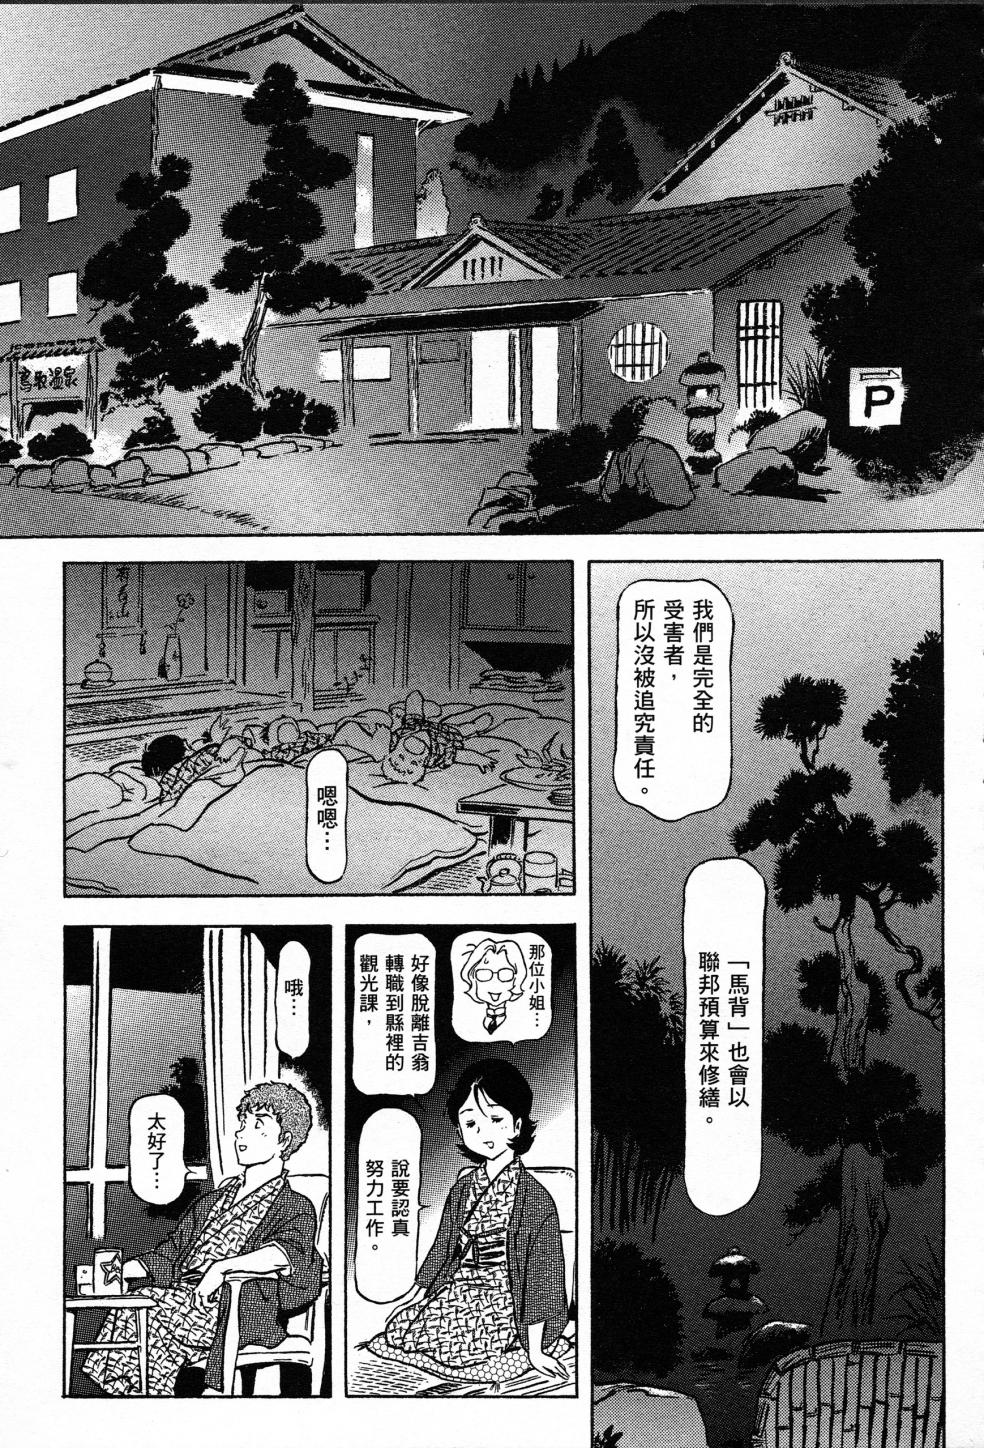 鳥取温泉
P
我們是完全的
受害者，
所以沒被追究責任。
「馬背」也會以
聯邦預算來修繕。
嗯嗯…
那位小姐…
好像脫離吉翁
轉職到縣裡的
觀光課，
說要認真
努力工作。
哦…
太好了…